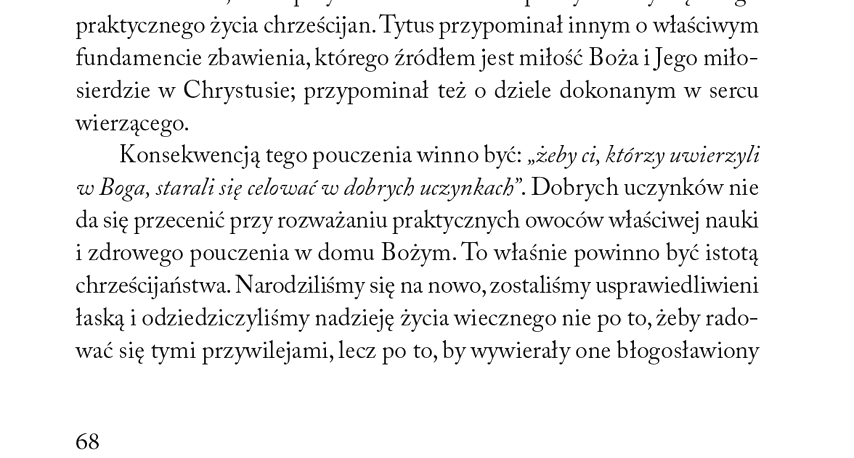 praktycznego życia chrześcijan. Tytus przypominał innym o właściwym
fundamencie zbawienia, którego źródłem jest miłość Boża i Jego miło-
sierdzie w Chrystusie; przypominał też o dziele dokonanym w sercu
wierzącego.
Konsekwencją tego pouczenia winno być: „żeby ci, którzy uwierzyli
w Boga, starali się celować w dobrych uczynkach”. Dobrych uczynków nie
da się przecenić przy rozważaniu praktycznych owoców właściwej nauki
i zdrowego pouczenia w domu Bożym. To właśnie powinno być istotą
chrześcijaństwa. Narodziliśmy się na nowo, zostaliśmy usprawiedliwieni
łaską i odziedziczyliśmy nadzieję życia wiecznego nie po to, żeby rado-
wać się tymi przywilejami, lecz po to, by wywierały one błogosławiony
68